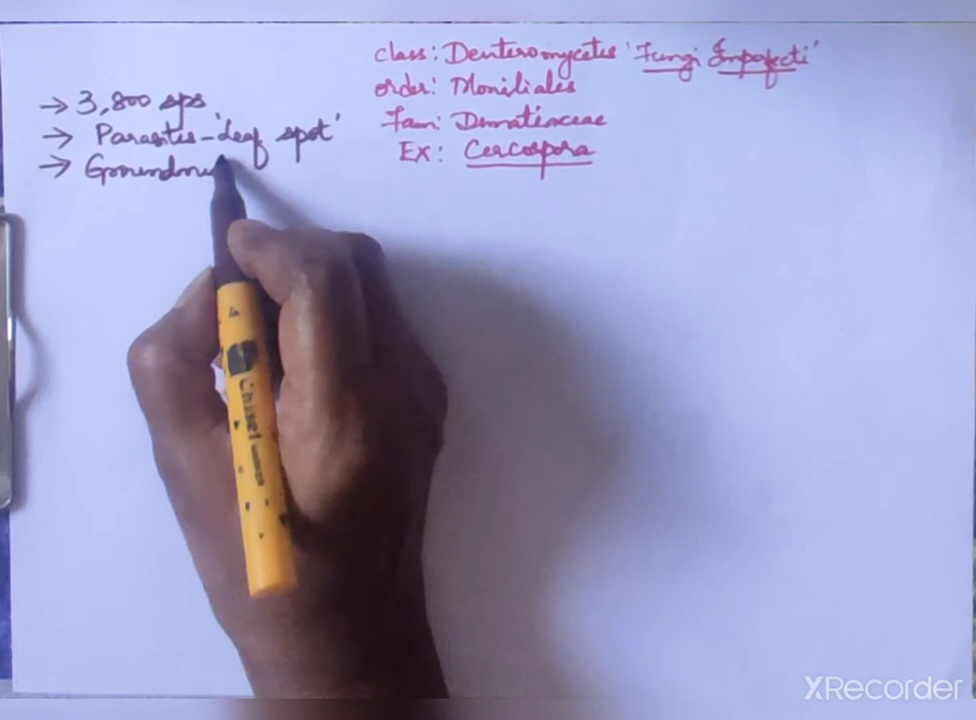 class: Deuteromycetes 'Fungi Imperfecti'
order: Moniliales
Fam: Dematiaceae
Ex: Cercospora
→ 3,800 sps
→ Parasites - 'Leaf spot'
→ Groundnu
Chisel
XRecorder